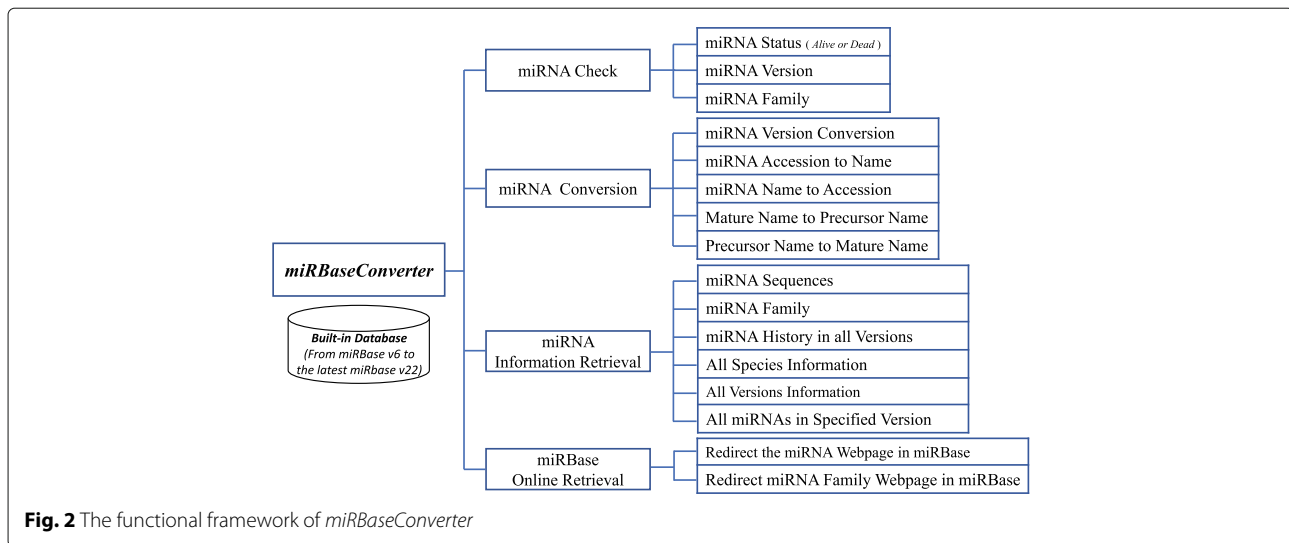 miRNA Check
miRNA Status ( Alive or Dead )
miRNA Version
miRNA Family
miRNA Conversion
miRNA Version Conversion
miRNA Accession to Name
miRNA Name to Accession
Mature Name to Precursor Name
Precursor Name to Mature Name
miRBaseConverter
Built-in Database
(From miRBase v6 to
the latest miRbase v22)
miRNA
Information Retrieval
miRNA Sequences
miRNA Family
miRNA History in all Versions
All Species Information
All Versions Information
All miRNAs in Specified Version
miRBase
Online Retrieval
Redirect the miRNA Webpage in miRBase
Redirect miRNA Family Webpage in miRBase
Fig. 2 The functional framework of miRBaseConverter